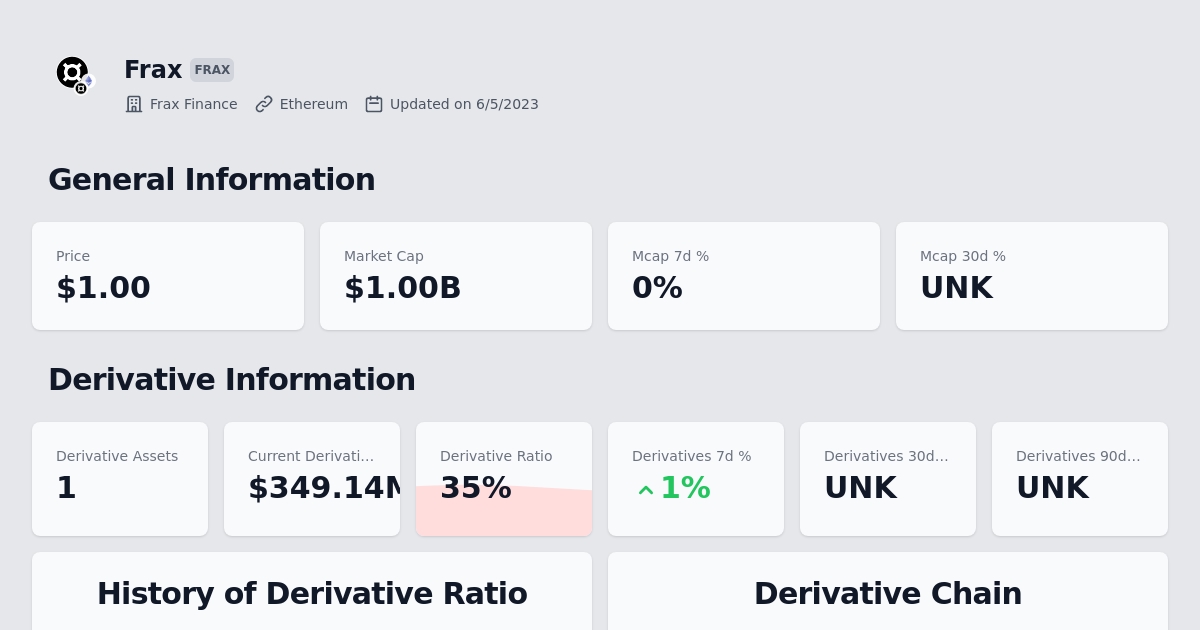 Frax FRAX
Frax Finance Ethereum Updated on 6/5/2023
General Information
Price Market Cap Mcap 7d % Mcap 30d %
$1.00 $1.00B 0% UNK
Derivative Information
Derivative Assets Current Derivati... Derivative Ratio Derivatives 7d % Derivatives 30d... Derivatives 90d...
1 $349.14M 35% 1% UNK UNK
History of Derivative Ratio Derivative Chain